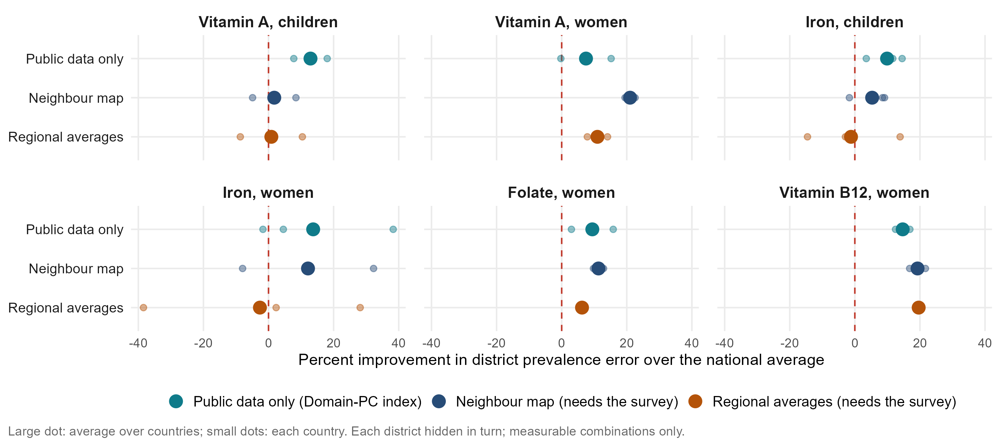 Vitamin A, children
Vitamin A, women
Iron, children
Public data only
Neighbour map
Regional averages
Iron, women
Folate, women
Vitamin B12, women
Public data only
Neighbour map
Regional averages
-40 -20 0 20 40 -40 -20 0 20 40 -40 -20 0 20 40
Percent improvement in district prevalence error over the national average
Public data only (Domain-PC index) Neighbour map (needs the survey) Regional averages (needs the survey)
Large dot: average over countries; small dots: each country. Each district hidden in turn; measurable combinations only.